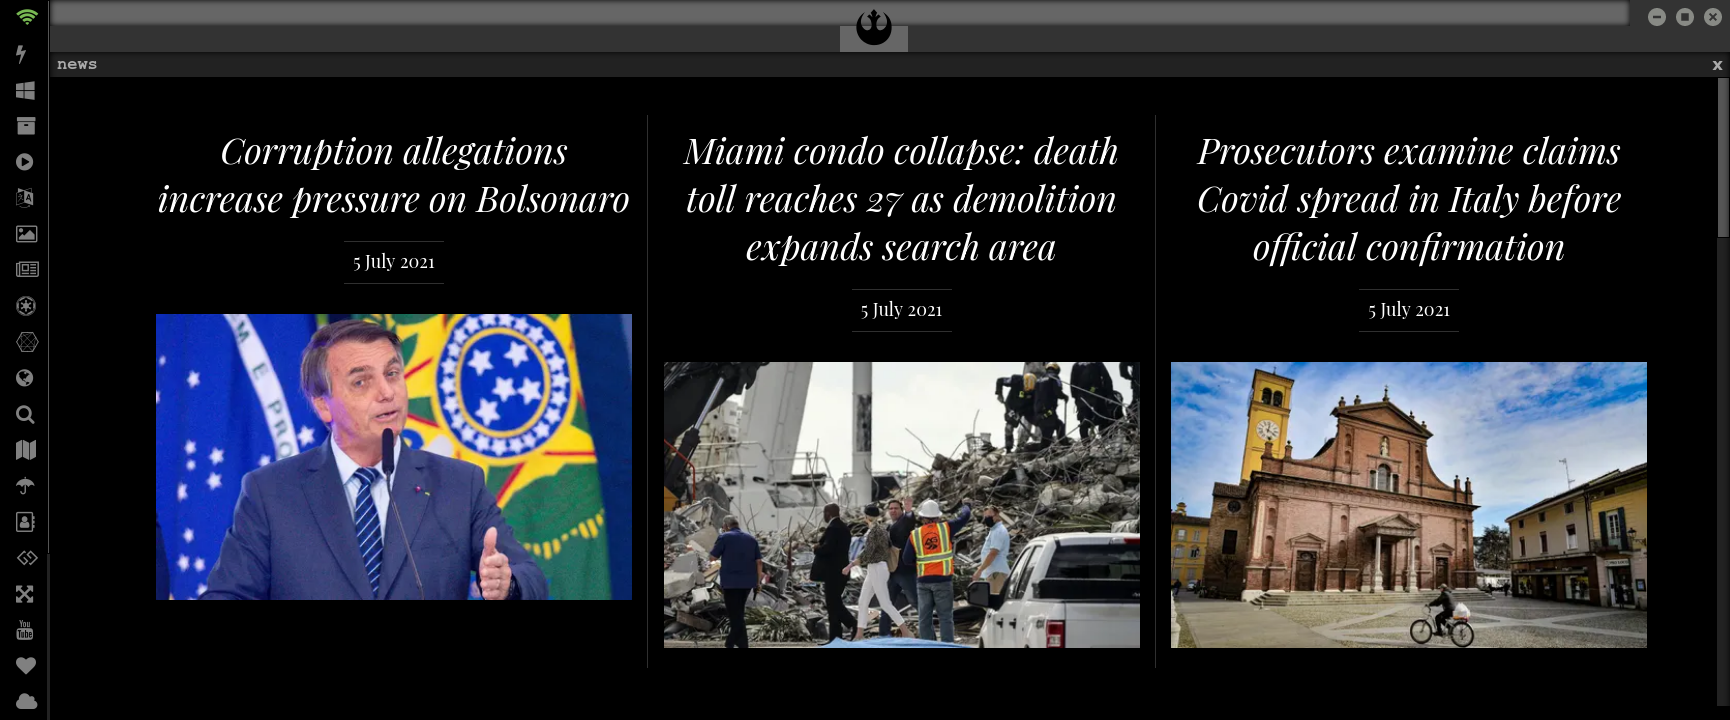 news
x
Corruption allegations
increase pressure on Bolsonaro
5 July 2021
Miami condo collapse: death
toll reaches 27 as demolition
expands search area
5 July 2021
Prosecutors examine claims
Covid spread in Italy before
official confirmation
5 July 2021
M E PRO
You
Tube